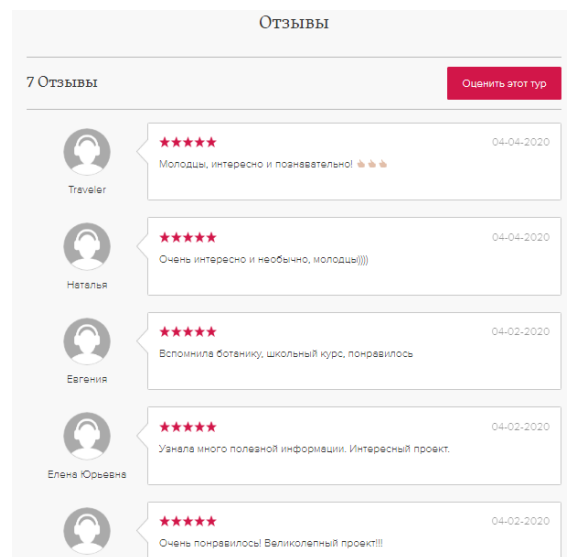 Отзывы
7 Отзывы
Оценить этот тур
04-04-2020
Молодцы, интересно и познавательно! 👆🏻👆🏻👆🏻
Traveler
04-04-2020
Очень интересно и необычно, молодцы))))
Наталья
04-02-2020
Вспомнила ботанику, школьный курс, понравилось
Евгения
04-02-2020
Узнала много полезной информации. Интересный проект.
Елена Юрьевна
04-02-2020
Очень понравилось! Великолепный проект!!!